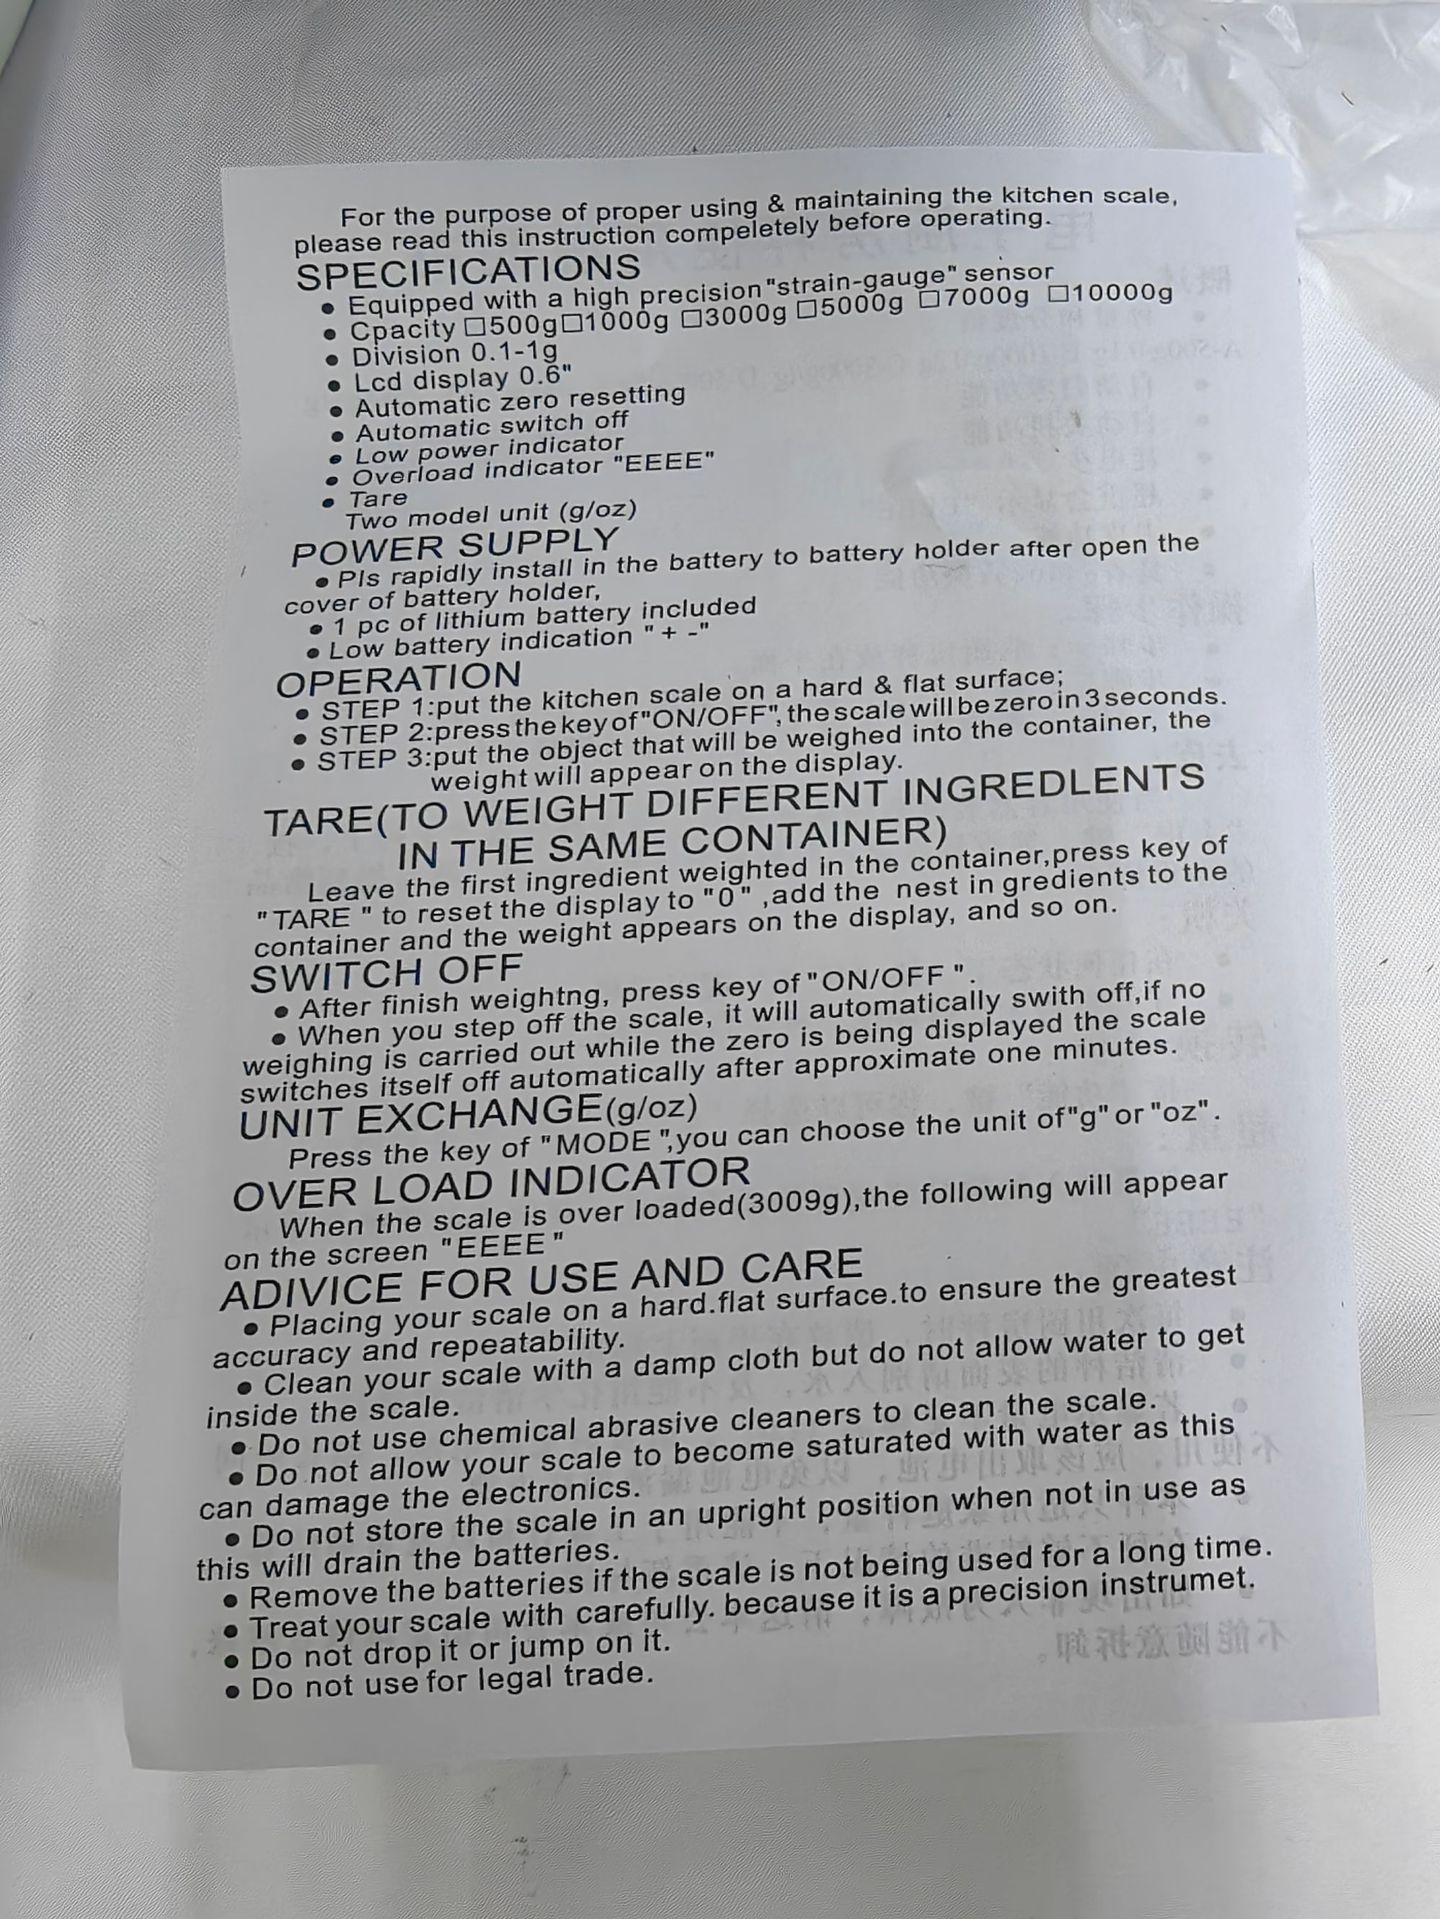 For the purpose of proper using & maintaining the kitchen scale,
please read this instruction compeletely before operating.
SPECIFICATIONS
● Equipped with a high precision "strain-gauge" sensor
● Cpacity □500g□1000g □3000g □5000g □7000g □10000g
● Division 0.1-1g
● Lcd display 0.6"
● Automatic zero resetting
● Automatic switch off
● Low power indicator
● Overload indicator "EEEE"
● Tare
Two model unit (g/oz)
POWER SUPPLY
● Pls rapidly install in the battery to battery holder after open the
cover of battery holder,
● 1 pc of lithium battery included
● Low battery indication " + -"
OPERATION
● STEP 1:put the kitchen scale on a hard & flat surface;
● STEP 2:press the key of "ON/OFF", the scale will be zero in 3 seconds.
● STEP 3:put the object that will be weighed into the container, the
weight will appear on the display.
TARE(TO WEIGHT DIFFERENT INGREDLENTS
IN THE SAME CONTAINER)
Leave the first ingredient weighted in the container,press key of
"TARE " to reset the display to "0" ,add the nest in gredients to the
container and the weight appears on the display, and so on.
SWITCH OFF
● After finish weightng, press key of "ON/OFF ".
● When you step off the scale, it will automatically swith off,if no
weighing is carried out while the zero is being displayed the scale
switches itself off automatically after approximate one minutes.
UNIT EXCHANGE(g/oz)
Press the key of "MODE ",you can choose the unit of "g" or "oz".
OVER LOAD INDICATOR
When the scale is over loaded(3009g),the following will appear
on the screen "EEEE "
ADIVICE FOR USE AND CARE
● Placing your scale on a hard.flat surface.to ensure the greatest
accuracy and repeatability.
● Clean your scale with a damp cloth but do not allow water to get
inside the scale.
● Do not use chemical abrasive cleaners to clean the scale.
● Do not allow your scale to become saturated with water as this
can damage the electronics.
● Do not store the scale in an upright position when not in use as
this will drain the batteries.
● Remove the batteries if the scale is not being used for a long time.
● Treat your scale with carefully. because it is a precision instrumet.
● Do not drop it or jump on it.
● Do not use for legal trade.